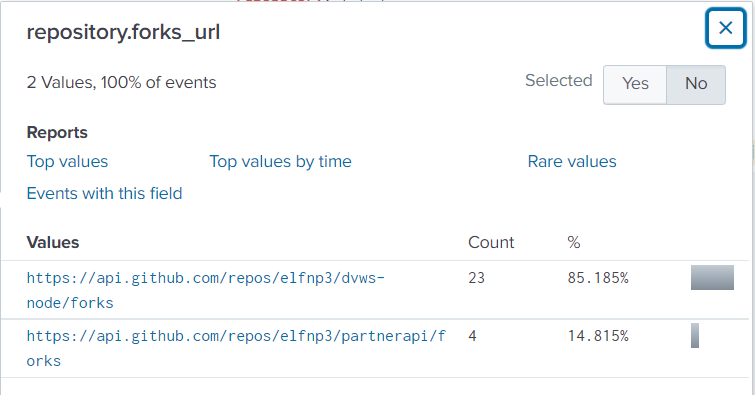 repository.forks_url
2 Values, 100% of events
Selected Yes No
Reports
Top values Top values by time Rare values
Events with this field
Values Count %
https://api.github.com/repos/elfnp3/dvws- 23 85.185%
node/forks
https://api.github.com/repos/elfnp3/partnerapi/f 4 14.815%
orks